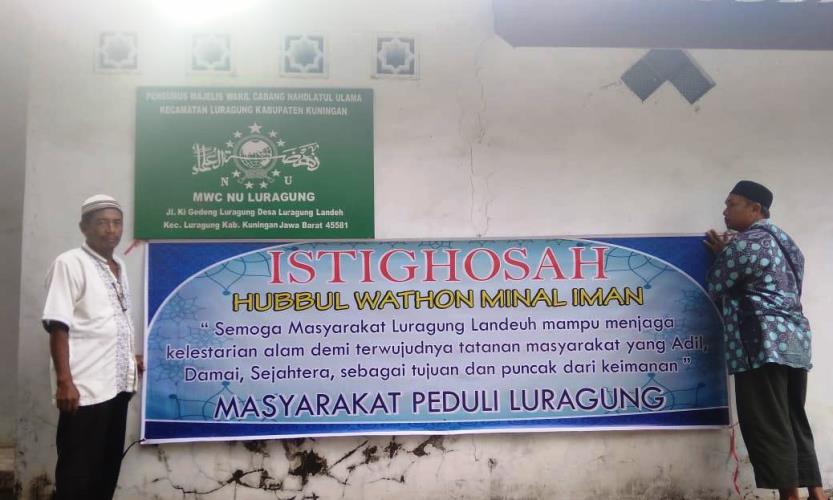 PENGURUS MAJELIS WAKIL CABANG NAHDLATUL ULAMA
KECAMATAN LURAGUNG KABUPATEN KUNINGAN
نهضة العلماء
N U
MWC NU LURAGUNG
Jl. Ki Gedeng Luragung Desa Luragung Landeh
Kec. Luragung Kab. Kuningan Jawa Barat 45581
ISTIGHOSAH
HUBBUL WATHON MINAL IMAN
“ Semoga Masyarakat Luragung Landeuh mampu menjaga
kelestarian alam demi terwujudnya tatanan masyarakat yang Adil,
Damai, Sejahtera, sebagai tujuan dan puncak dari keimanan ”
MASYARAKAT PEDULI LURAGUNG